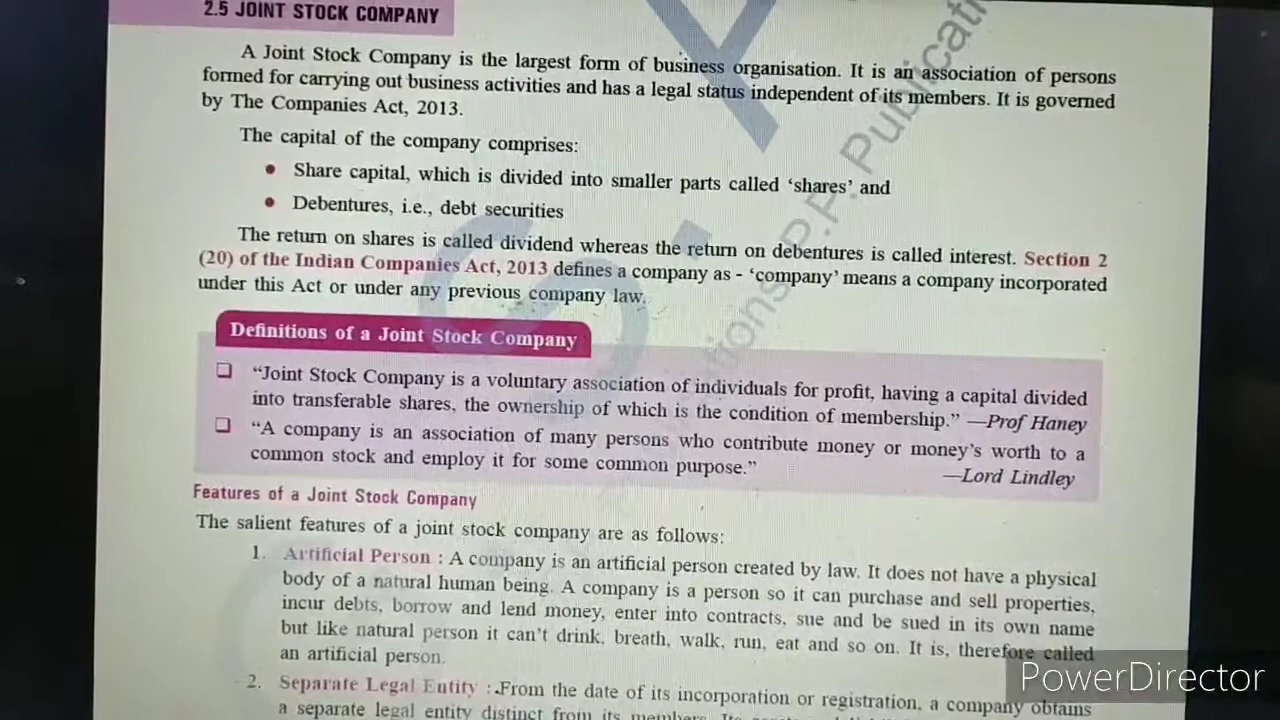 2.5 JOINT STOCK COMPANY
A Joint Stock Company is the largest form of business organisation. It is an association of persons
formed for carrying out business activities and has a legal status independent of its members. It is governed
by The Companies Act, 2013.
The capital of the company comprises:
• Share capital, which is divided into smaller parts called ‘shares’ and
• Debentures, i.e., debt securities
The return on shares is called dividend whereas the return on debentures is called interest. Section 2
(20) of the Indian Companies Act, 2013 defines a company as - ‘company’ means a company incorporated
under this Act or under any previous company law.
Definitions of a Joint Stock Company
❑ “Joint Stock Company is a voluntary association of individuals for profit, having a capital divided
into transferable shares, the ownership of which is the condition of membership.” —Prof Haney
❑ “A company is an association of many persons who contribute money or money’s worth to a
common stock and employ it for some common purpose.” —Lord Lindley
Features of a Joint Stock Company
The salient features of a joint stock company are as follows:
1. Artificial Person : A company is an artificial person created by law. It does not have a physical
body of a natural human being. A company is a person so it can purchase and sell properties,
incur debts, borrow and lend money, enter into contracts, sue and be sued in its own name
but like natural person it can’t drink, breath, walk, run, eat and so on. It is, therefore called
an artificial person.
2. Separate Legal Entity : From the date of its incorporation or registration, a company obtains
a separate legal entity distinct from its members.
PowerDirector